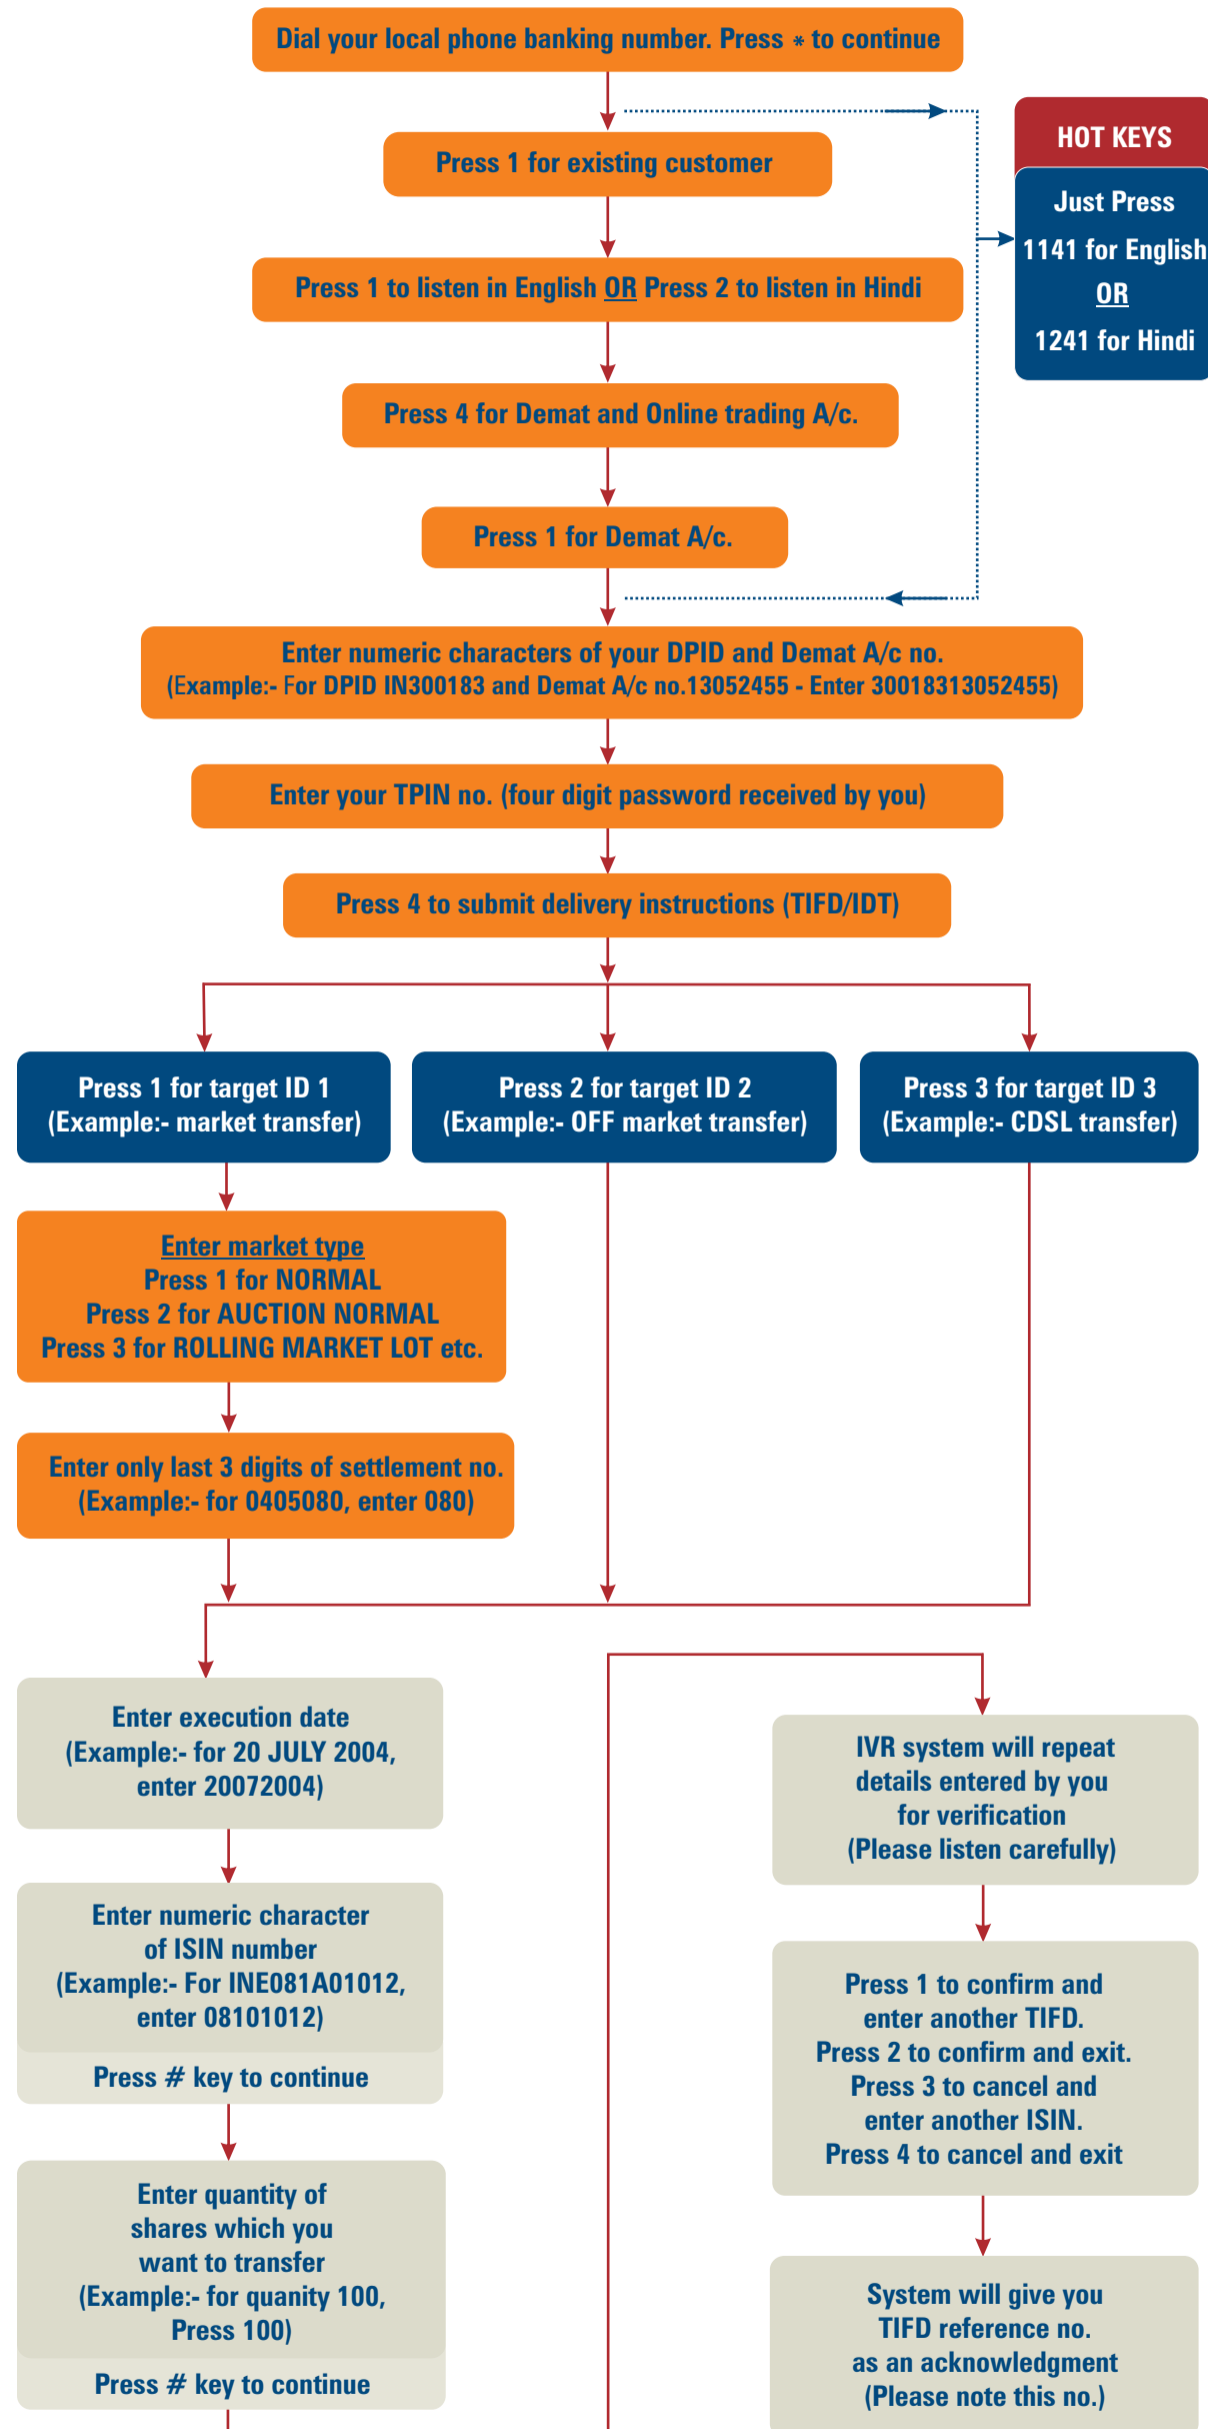 Dial your local phone banking number. Press * to continue
Press 1 for existing customer
HOT KEYS
Just Press
1141 for English
OR
1241 for Hindi
Press 1 to listen in English OR Press 2 to listen in Hindi
Press 4 for Demat and Online trading A/c.
Press 1 for Demat A/c.
Enter numeric characters of your DPID and Demat A/c no.
(Example:- For DPID IN300183 and Demat A/c no.13052455 - Enter 30018313052455)
Enter your TPIN no. (four digit password received by you)
Press 4 to submit delivery instructions (TIFD/IDT)
Press 1 for target ID 1
(Example:- market transfer)
Press 2 for target ID 2
(Example:- OFF market transfer)
Press 3 for target ID 3
(Example:- CDSL transfer)
Enter market type
Press 1 for NORMAL
Press 2 for AUCTION NORMAL
Press 3 for ROLLING MARKET LOT etc.
Enter only last 3 digits of settlement no.
(Example:- for 0405080, enter 080)
Enter execution date
(Example:- for 20 JULY 2004,
enter 20072004)
Enter numeric character
of ISIN number
(Example:- For INE081A01012,
enter 08101012)
Press # key to continue
Enter quantity of
shares which you
want to transfer
(Example:- for quanity 100,
Press 100)
Press # key to continue
IVR system will repeat
details entered by you
for verification
(Please listen carefully)
Press 1 to confirm and
enter another TIFD.
Press 2 to confirm and exit.
Press 3 to cancel and
enter another ISIN.
Press 4 to cancel and exit
System will give you
TIFD reference no.
as an acknowledgment
(Please note this no.)